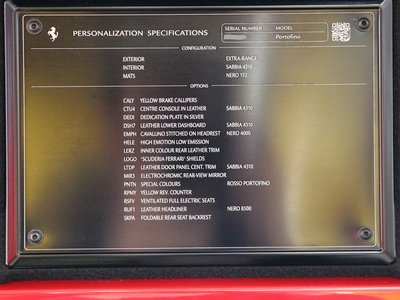 PERSONALIZATION SPECIFICATIONS
SERIAL NUMBER
MODEL
Portofino
CONFIGURATION
EXTERIOR EXTRA-RANGE
INTERIOR SABBIA 4310
MATS NERO 152
OPTIONS
CALY YELLOW BRAKE CALLIPERS
CTU4 CENTRE CONSOLE IN LEATHER SABBIA 4310
DEDI DEDICATION PLATE IN SILVER
DSH7 LEATHER LOWER DASHBOARD SABBIA 4310
EMPH CAVALLINO STITCHED ON HEADREST NERO 4000
HELE HIGH EMOTION LOW EMISSION
LERZ INNER COLOUR REAR LEATHER TRIM
LOGO 'SCUDERIA FERRARI' SHIELDS
LTDP LEATHER DOOR PANEL CENT. TRIM SABBIA 4310
MIR3 ELECTROCHROMIC REAR-VIEW MIRROR
PNTN SPECIAL COLOURS ROSSO PORTOFINO
RPMY YELLOW REV. COUNTER
RSFV VENTILATED FULL ELECTRIC SEATS
RUF1 LEATHER HEADLINER NERO 8500
SKPA FOLDABLE REAR SEAT BACKREST